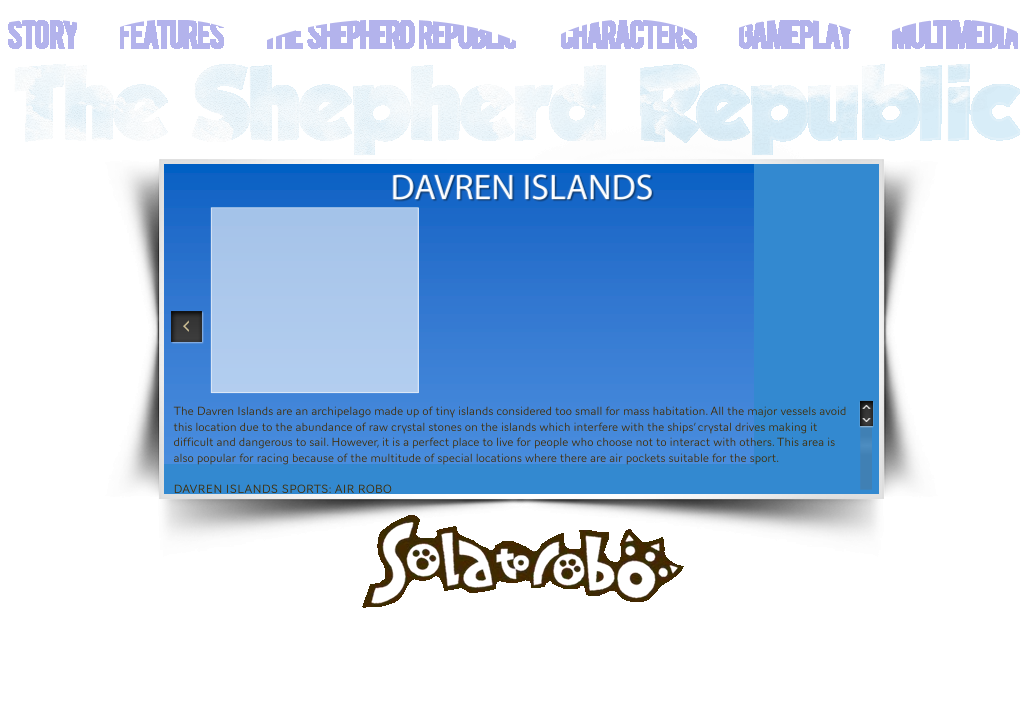 STORY FEATURES THE SHEPHERD REPUBLIC CHARACTERS GAMEPLAY MULTIMEDIA
The Shepherd Republic
DAVREN ISLANDS
The Davren Islands are an archipelago made up of tiny islands considered too small for mass habitation. All the major vessels avoid
this location due to the abundance of raw crystal stones on the islands which interfere with the ships' crystal drives making it
difficult and dangerous to sail. However, it is a perfect place to live for people who choose not to interact with others. This area is
also popular for racing because of the multitude of special locations where there are air pockets suitable for the sport.
DAVREN ISLANDS SPORTS: AIR ROBO
Solatorobo